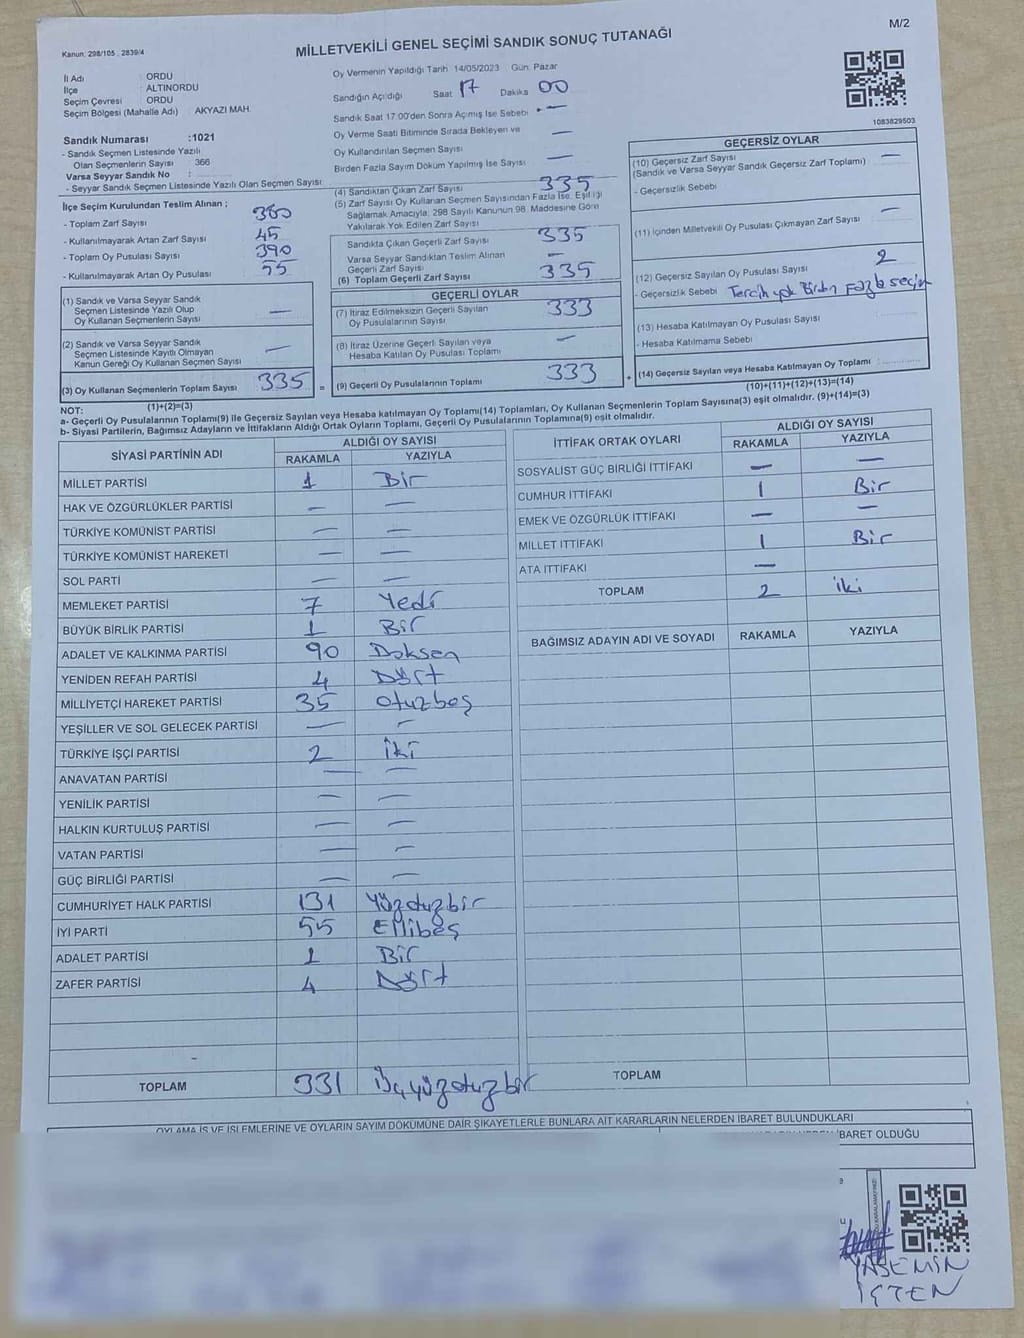 M/2
Kanun: 298/105 , 2839/4
MİLLETVEKİLİ GENEL SEÇİMİ SANDIK SONUÇ TUTANAĞI
İl Adı : ORDU
İlçe : ALTINORDU
Seçim Çevresi : ORDU
Seçim Bölgesi (Mahalle Adı) : AKYAZI MAH.
Sandık Numarası :1021
- Sandık Seçmen Listesinde Yazılı
Olan Seçmenlerin Sayısı : 366
Varsa Seyyar Sandık No :
- Seyyar Sandık Seçmen Listesinde Yazılı Olan Seçmen Sayısı:
Oy Vermenin Yapıldığı Tarih 14/05/2023 Gün: Pazar
Sandığın Açıldığı Saat 17 Dakika 00
Sandık Saat 17:00'den Sonra Açmış İse Sebebi : —
Oy Verme Saati Bitiminde Sırada Bekleyen ve
Oy Kullandırılan Seçmen Sayısı —
Birden Fazla Sayım Döküm Yapılmış İse Sayısı —
1083829503
İlçe Seçim Kurulundan Teslim Alınan ;
- Toplam Zarf Sayısı 380
- Kullanılmayarak Artan Zarf Sayısı 45
- Toplam Oy Pusulası Sayısı 390
- Kullanılmayarak Artan Oy Pusulası 55
(1) Sandık ve Varsa Seyyar Sandık
Seçmen Listesinde Yazılı Olup
Oy Kullanan Seçmenlerin Sayısı —
(2) Sandık ve Varsa Seyyar Sandık
Seçmen Listesinde Kayıtlı Olmayan
Kanun Gereği Oy Kullanan Seçmen Sayısı —
(3) Oy Kullanan Seçmenlerin Toplam Sayısı 335 =
(1)+(2)=(3)
(4) Sandıktan Çıkan Zarf Sayısı 335
(5) Zarf Sayısı Oy Kullanan Seçmen Sayısından Fazla İse, Eşitliği
Sağlamak Amacıyla, 298 Sayılı Kanunun 98. Maddesine Göre
Yakılarak Yok Edilen Zarf Sayısı
Sandıkta Çıkan Geçerli Zarf Sayısı 335
Varsa Seyyar Sandıktan Teslim Alınan
Geçerli Zarf Sayısı —
(6) Toplam Geçerli Zarf Sayısı 335
GEÇERLİ OYLAR
(7) İtiraz Edilmeksizin Geçerli Sayılan
Oy Pusulalarının Sayısı 333
(8) İtiraz Üzerine Geçerli Sayılan veya
Hesaba Katılan Oy Pusulası Toplamı —
(9) Geçerli Oy Pusulalarının Toplamı 333 +
GEÇERSİZ OYLAR
(10) Geçersiz Zarf Sayısı
(Sandık ve Varsa Seyyar Sandık Geçersiz Zarf Toplamı) —
- Geçersizlik Sebebi
(11) İçinden Milletvekili Oy Pusulası Çıkmayan Zarf Sayısı —
(12) Geçersiz Sayılan Oy Pusulası Sayısı 2
- Geçersizlik Sebebi Tercih yok Birden Fazla seçim
(13) Hesaba Katılmayan Oy Pusulası Sayısı
- Hesaba Katılmama Sebebi
(14) Geçersiz Sayılan veya Hesaba Katılmayan Oy Toplamı :
(10)+(11)+(12)+(13)=(14)
NOT:
a- Geçerli Oy Pusulalarının Toplamı(9) ile Geçersiz Sayılan veya Hesaba katılmayan Oy Toplamı(14) Toplamları, Oy Kullanan Seçmenlerin Toplam Sayısına(3) eşit olmalıdır. (9)+(14)=(3)
b- Siyasi Partilerin, Bağımsız Adayların ve İttifakların Aldığı Ortak Oyların Toplamı, Geçerli Oy Pusulalarının Toplamına(9) eşit olmalıdır.
SİYASİ PARTİNİN ADI ALDIĞI OY SAYISI
RAKAMLA YAZIYLA
MİLLET PARTİSİ 1 Bir
HAK VE ÖZGÜRLÜKLER PARTİSİ — —
TÜRKİYE KOMÜNİST PARTİSİ — —
TÜRKİYE KOMÜNİST HAREKETİ — —
SOL PARTİ — —
MEMLEKET PARTİSİ 7 Yedi
BÜYÜK BİRLİK PARTİSİ 1 Bir
ADALET VE KALKINMA PARTİSİ 90 Doksan
YENİDEN REFAH PARTİSİ 4 Dört
MİLLİYETÇİ HAREKET PARTİSİ 35 Otuzbeş
YEŞİLLER VE SOL GELECEK PARTİSİ — —
TÜRKİYE İŞÇİ PARTİSİ 2 İki
ANAVATAN PARTİSİ — —
YENİLİK PARTİSİ — —
HALKIN KURTULUŞ PARTİSİ — —
VATAN PARTİSİ — —
GÜÇ BİRLİĞİ PARTİSİ — —
CUMHURİYET HALK PARTİSİ 131 Yüzotuzbir
İYİ PARTİ 55 Ellibeş
ADALET PARTİSİ 1 Bir
ZAFER PARTİSİ 4 Dört
TOPLAM 331 Üçyüzotuzbir
İTTİFAK ORTAK OYLARI ALDIĞI OY SAYISI
RAKAMLA YAZIYLA
SOSYALİST GÜÇ BİRLİĞİ İTTİFAKI — —
CUMHUR İTTİFAKI 1 Bir
EMEK VE ÖZGÜRLÜK İTTİFAKI — —
MİLLET İTTİFAKI 1 Bir
ATA İTTİFAKI —
TOPLAM 2 iki
BAĞIMSIZ ADAYIN ADI VE SOYADI RAKAMLA YAZIYLA
TOPLAM
OYLAMA İŞ VE İŞLEMLERİNE VE OYLARIN SAYIM DÖKÜMÜNE DAİR ŞİKAYETLERLE BUNLARA AİT KARARLARIN NELERDEN İBARET BULUNDUKLARI
İBARET OLDUĞU
YASEMİN
İÇTEN